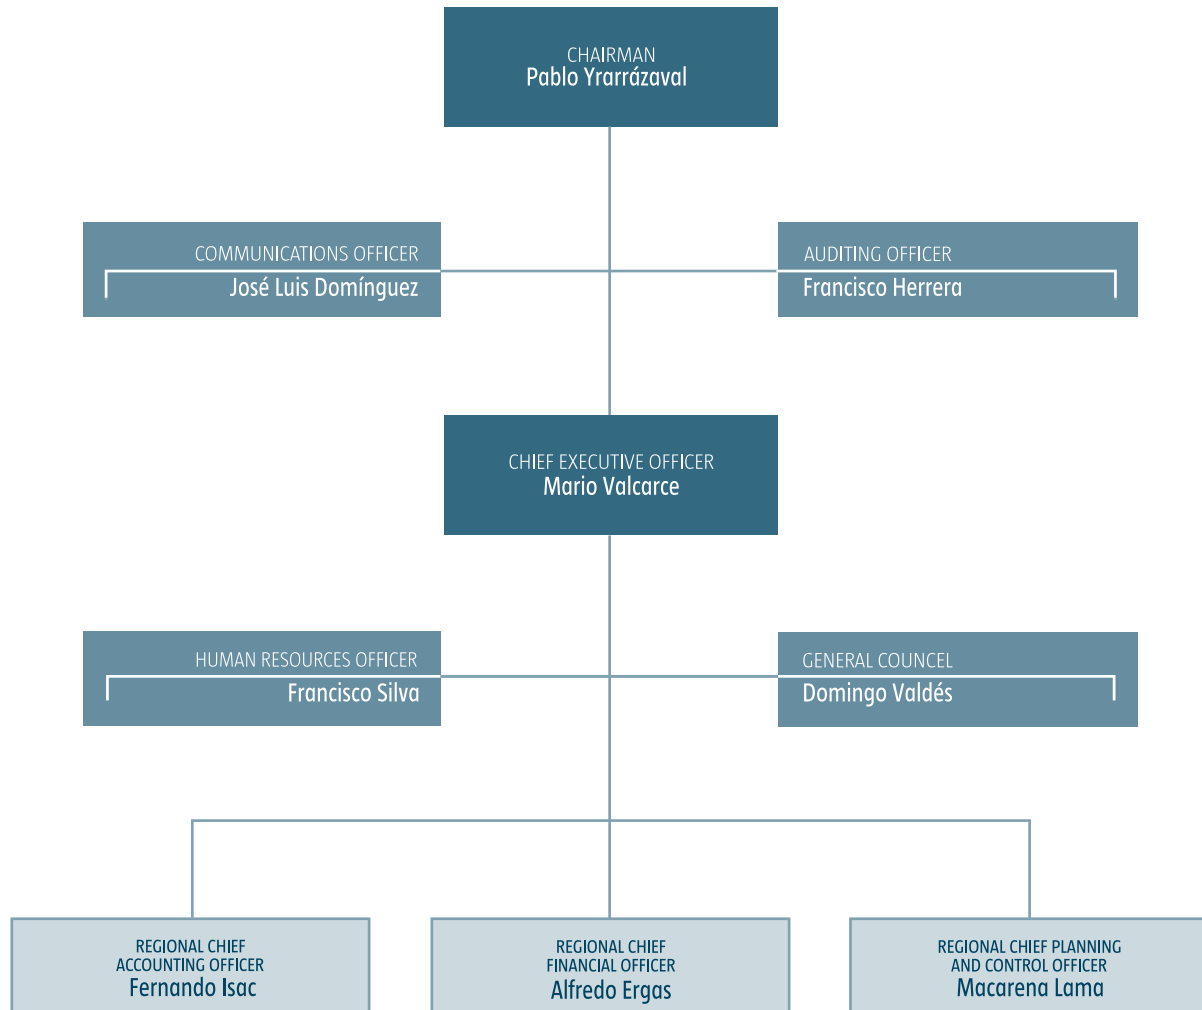 CHAIRMAN
Pablo Yrarrázaval
COMMUNICATIONS OFFICER
José Luis Domínguez
AUDITING OFFICER
Francisco Herrera
CHIEF EXECUTIVE OFFICER
Mario Valcarce
HUMAN RESOURCES OFFICER
Francisco Silva
GENERAL COUNCEL
Domingo Valdés
REGIONAL CHIEF
ACCOUNTING OFFICER
Fernando Isac
REGIONAL CHIEF
FINANCIAL OFFICER
Alfredo Ergas
REGIONAL CHIEF PLANNING
AND CONTROL OFFICER
Macarena Lama